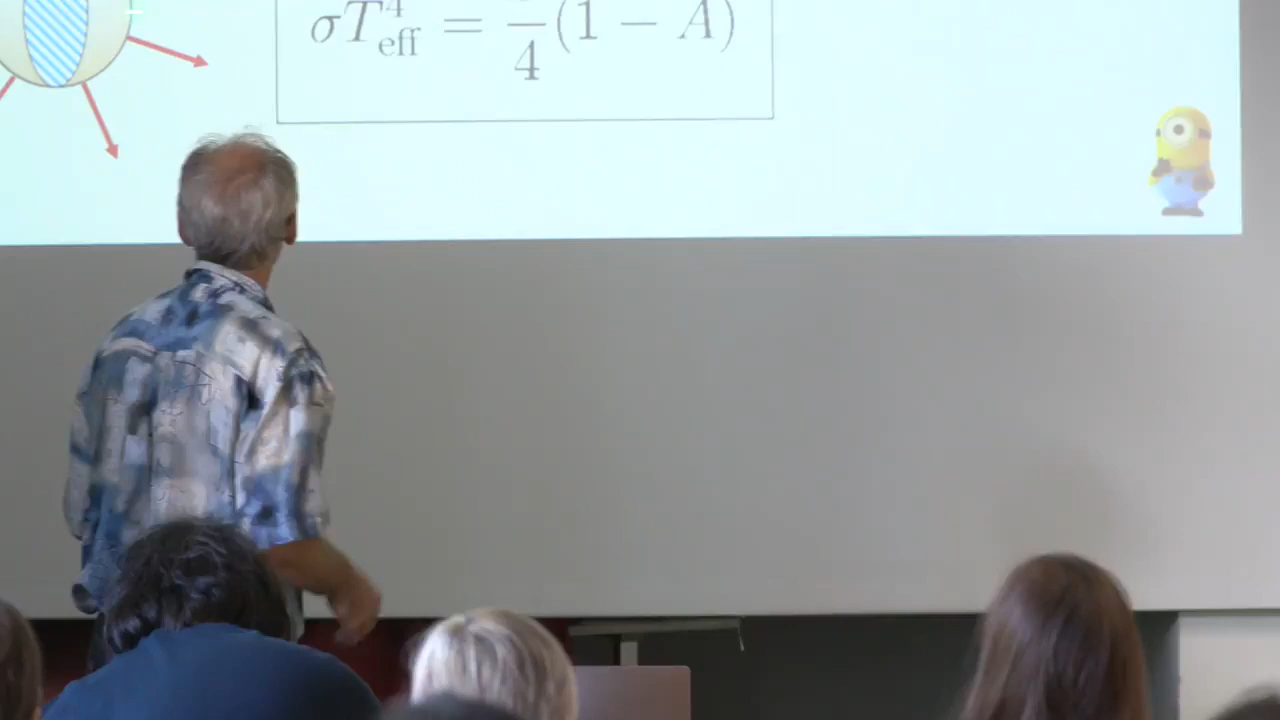 σT⁴eff = /4 (1 − A)